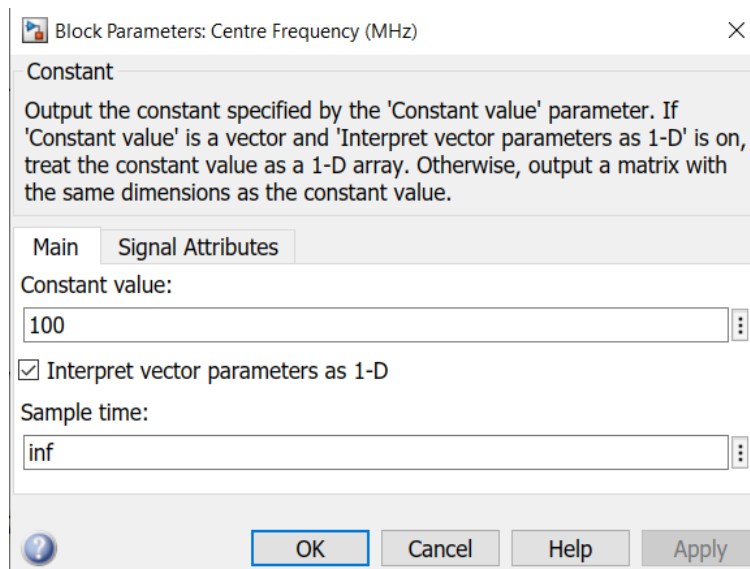 Block Parameters: Centre Frequency (MHz)
Constant
Output the constant specified by the 'Constant value' parameter. If
'Constant value' is a vector and 'Interpret vector parameters as 1-D' is on,
treat the constant value as a 1-D array. Otherwise, output a matrix with
the same dimensions as the constant value.
Main Signal Attributes
Constant value:
100
Interpret vector parameters as 1-D
Sample time:
inf
OK Cancel Help Apply